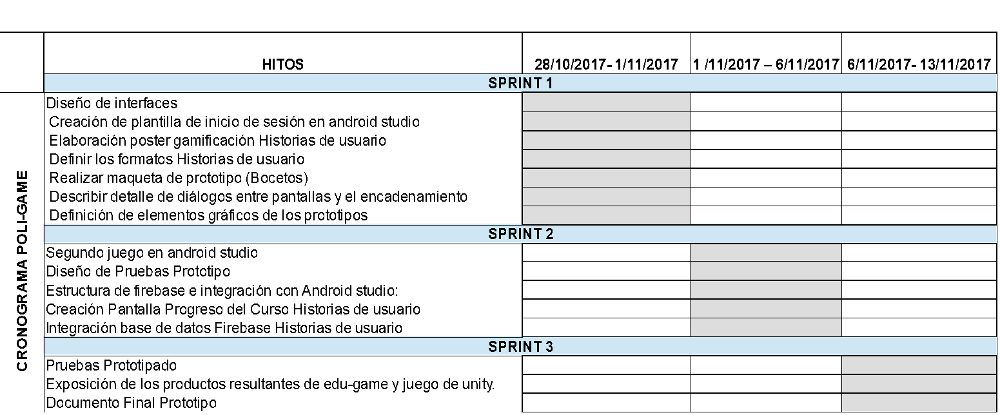 HITOS 28/10/2017- 1/11/2017 1 /11/2017 – 6/11/2017 6/11/2017- 13/11/2017
SPRINT 1
CRONOGRAMA POLI-GAME
Diseño de interfaces
Creación de plantilla de inicio de sesión en android studio
Elaboración poster gamificación Historias de usuario
Definir los formatos Historias de usuario
Realizar maqueta de prototipo (Bocetos)
Describir detalle de diálogos entre pantallas y el encadenamiento
Definición de elementos gráficos de los prototipos
SPRINT 2
Segundo juego en android studio
Diseño de Pruebas Prototipo
Estructura de firebase e integración con Android studio:
Creación Pantalla Progreso del Curso Historias de usuario
Integración base de datos Firebase Historias de usuario
SPRINT 3
Pruebas Prototipado
Exposición de los productos resultantes de edu-game y juego de unity.
Documento Final Prototipo